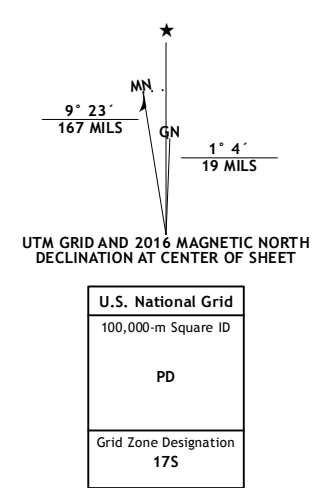 MN
9° 23´
167 MILS
GN
1° 4´
19 MILS
UTM GRID AND 2016 MAGNETIC NORTH
DECLINATION AT CENTER OF SHEET
U.S. National Grid
100,000-m Square ID
PD
Grid Zone Designation
17S